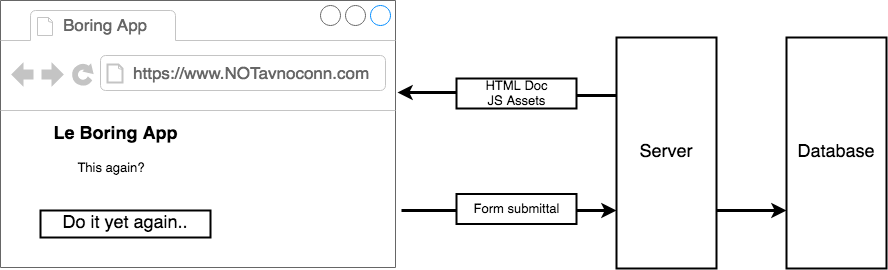 Boring App
https://www.NOTavnoconn.com
Le Boring App
This again?
Do it yet again..
HTML Doc
JS Assets
Form submittal
Server
Database